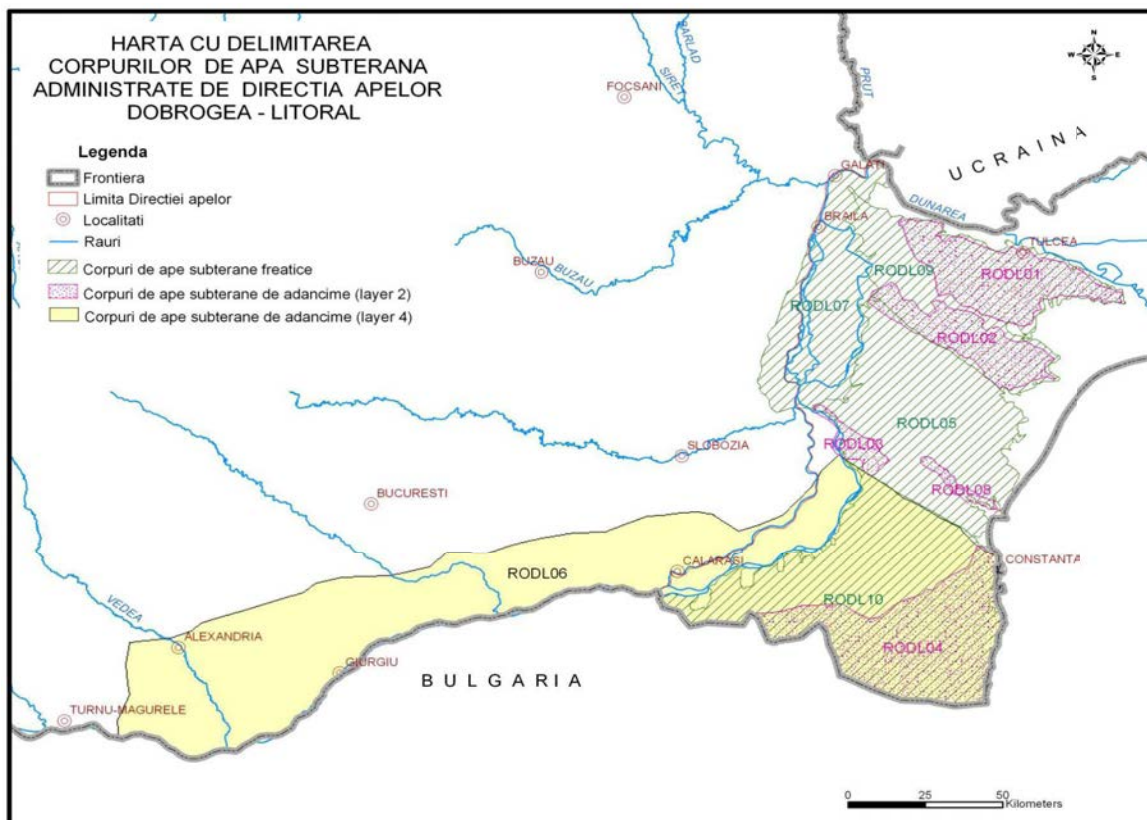 HARTA CU DELIMITAREA
CORPURILOR DE APA SUBTERANA
ADMINISTRATE DE DIRECTIA APELOR
DOBROGEA - LITORAL
Legenda
Frontiera
Limita Directiei apelor
Localitati
Rauri
Corpuri de ape subterane freatice
Corpuri de ape subterane de adancime (layer 2)
Corpuri de ape subterane de adancime (layer 4)
N
W E
S
BARLAD
SIRET
PRUT
FOCSANI
UCRAINA
GALATI
DUNAREA
BRAILA
TULCEA
BUZAU
BUZAU
RODL09
RODL01
RODL07
RODL02
RODL05
RODL03
SLOBOZIA
RODL08
BUCURESTI
CONSTANTA
CALARASI
RODL06
RODL10
VEDEA
ALEXANDRIA
RODL04
GIURGIU
BULGARIA
TURNU-MAGURELE
0 25 50
Kilometers